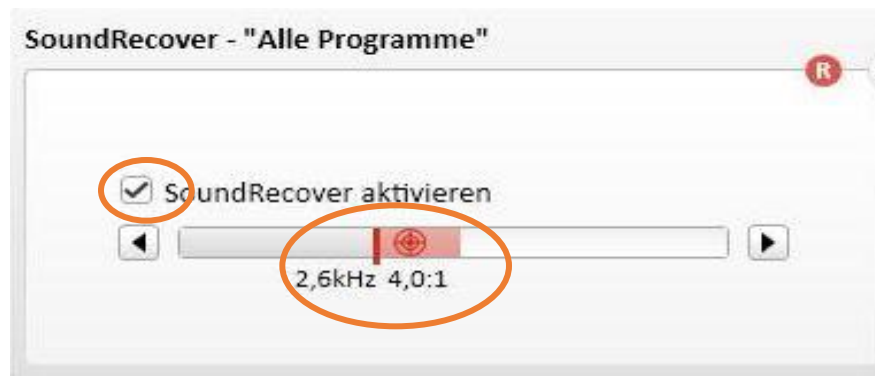 SoundRecover - "Alle Programme"
R
SoundRecover aktivieren
2,6kHz 4,0:1